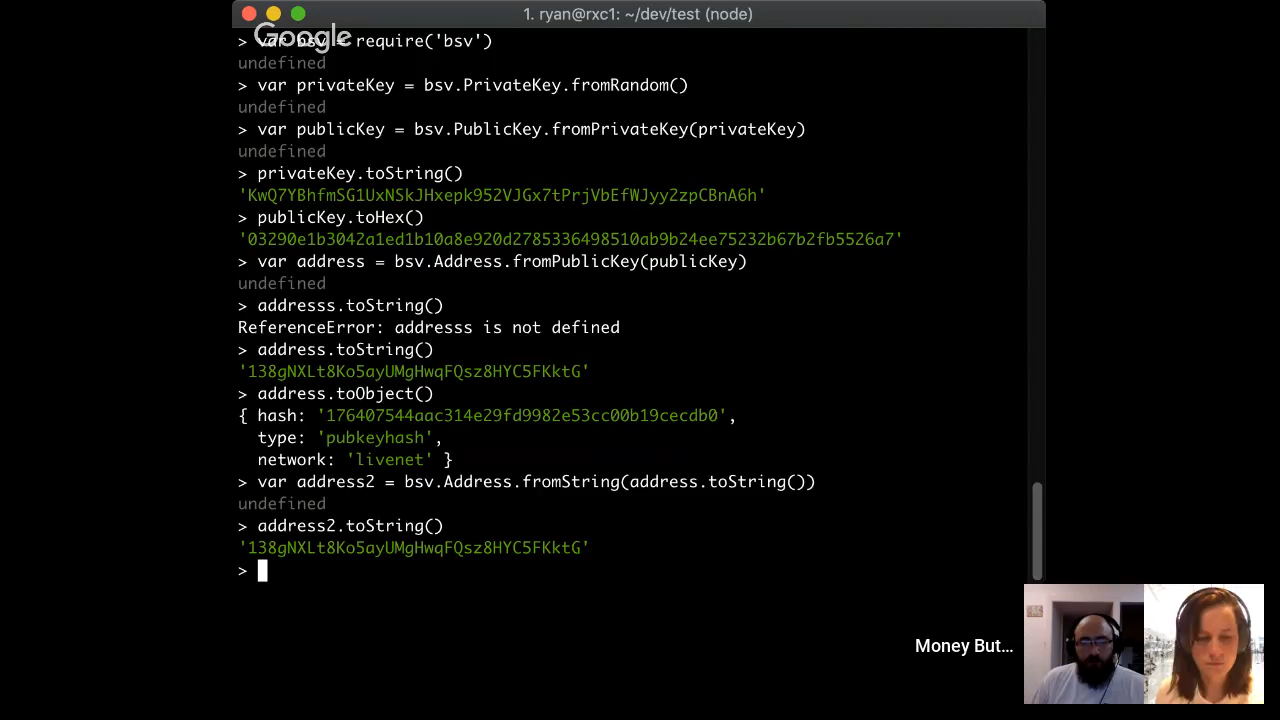 1. ryan@rxc1: ~/dev/test (node)
Google
> var bsv = require('bsv')
undefined
> var privateKey = bsv.PrivateKey.fromRandom()
undefined
> var publicKey = bsv.PublicKey.fromPrivateKey(privateKey)
undefined
> privateKey.toString()
'KwQ7YBhfmSG1UxNSkJHxepk952VJGx7tPrjVbEfWJyy2zpCBnA6h'
> publicKey.toHex()
'03290e1b3042a1ed1b10a8e920d2785336498510ab9b24ee75232b67b2fb5526a7'
> var address = bsv.Address.fromPublicKey(publicKey)
undefined
> addresss.toString()
ReferenceError: addresss is not defined
> address.toString()
'138gNXLt8Ko5ayUMgHwqFQsz8HYC5FKktG'
> address.toObject()
{ hash: '176407544aac314e29fd9982e53cc00b19cecdb0',
type: 'pubkeyhash',
network: 'livenet' }
> var address2 = bsv.Address.fromString(address.toString())
undefined
> address2.toString()
'138gNXLt8Ko5ayUMgHwqFQsz8HYC5FKktG'
>
Money But...